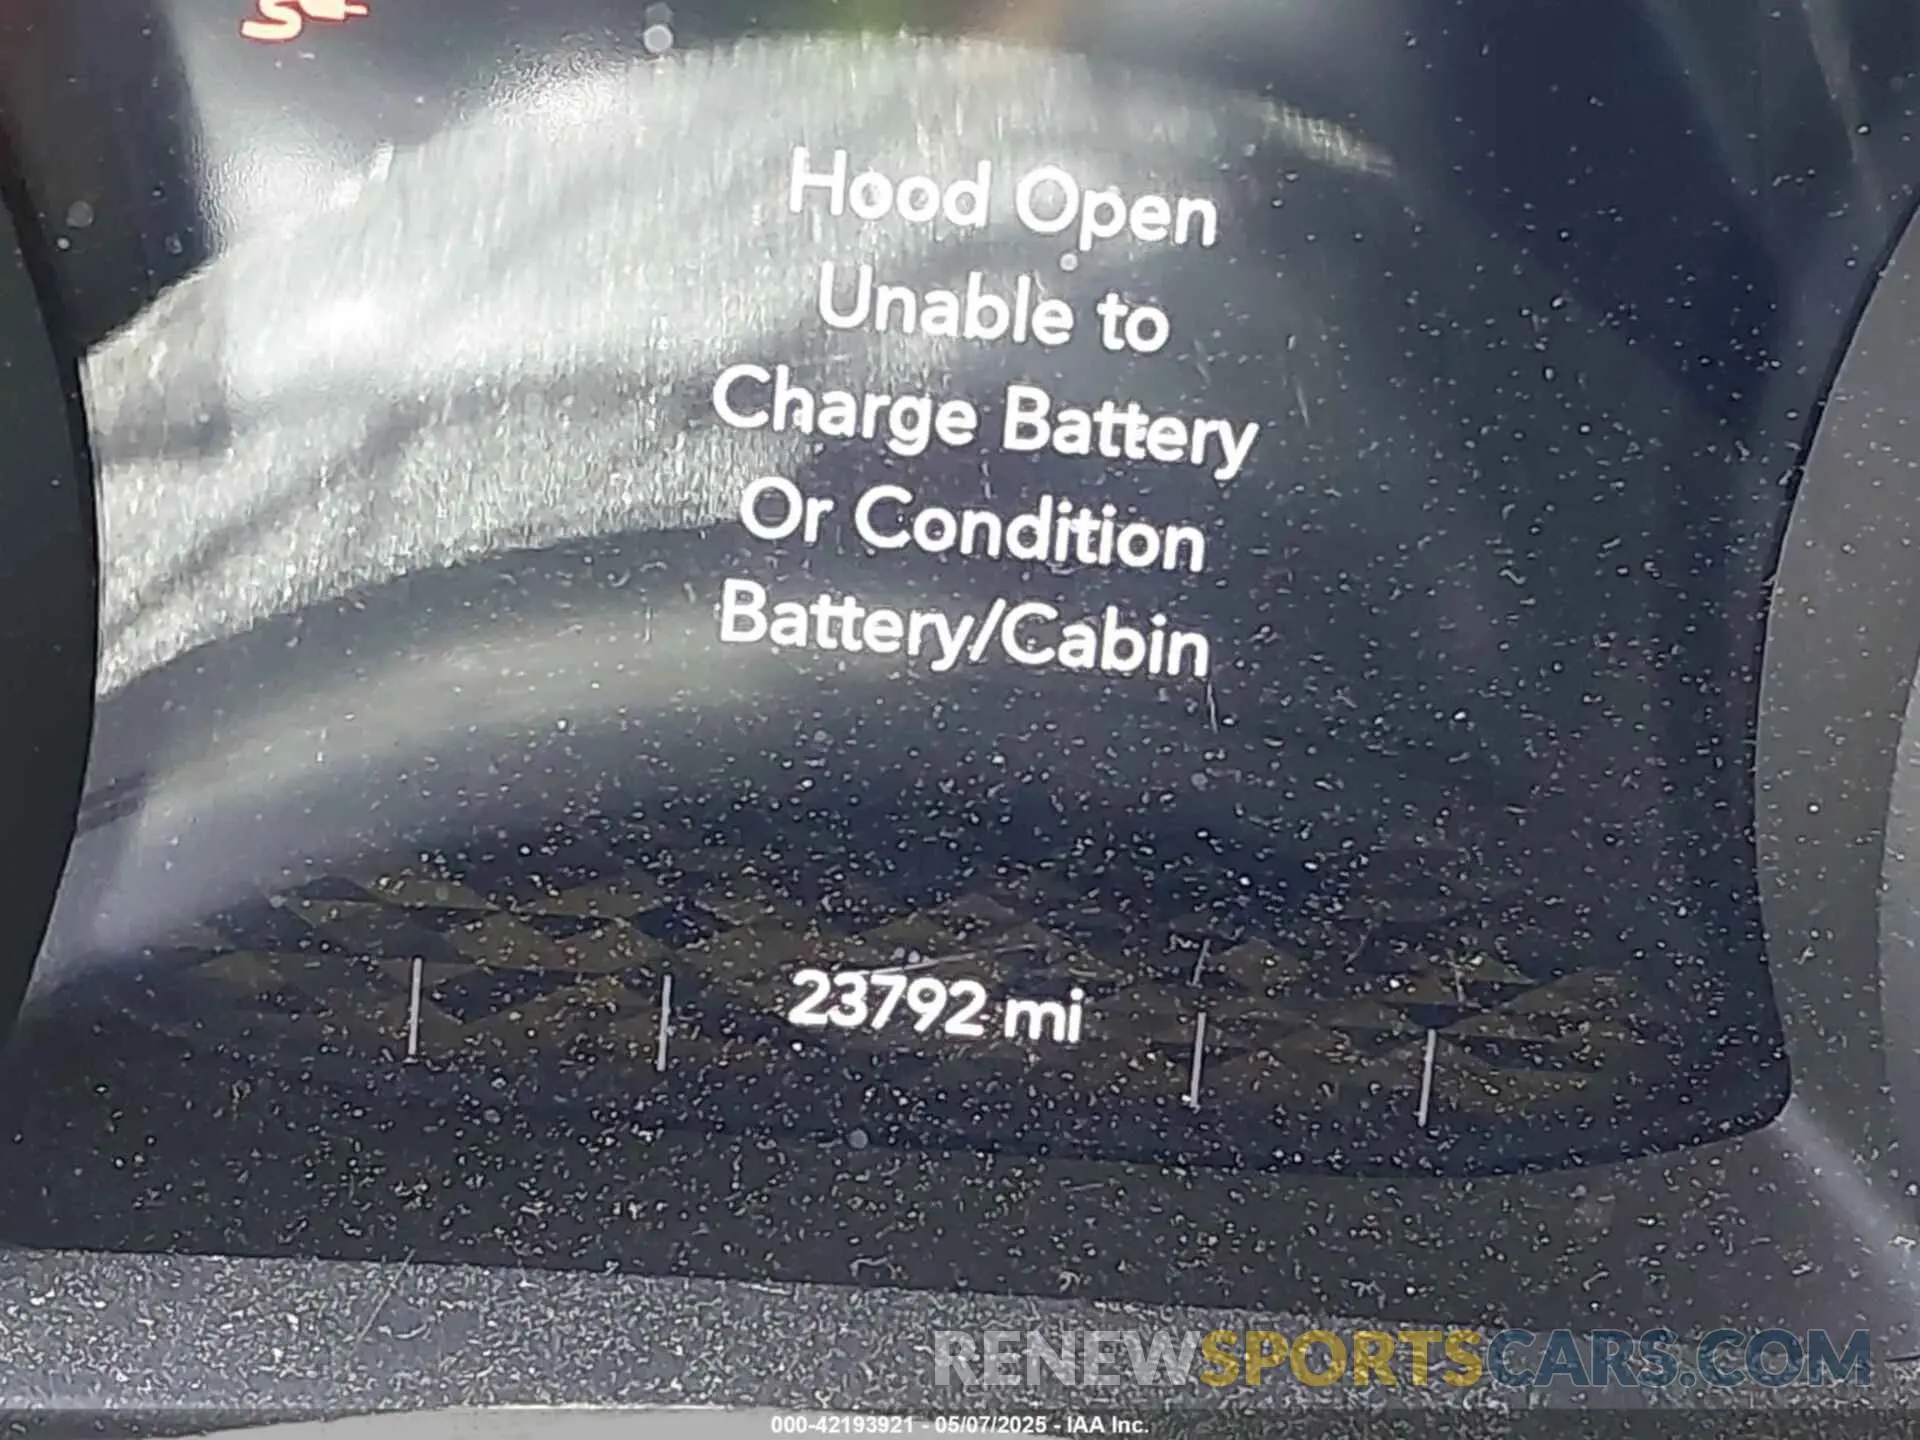 Hood Open
Unable to
Charge Battery
Or Condition
Battery/Cabin
23792 mi
RENEWSPORTSCARS.COM
000-42193921 - 05/07/2025 - IAA Inc.